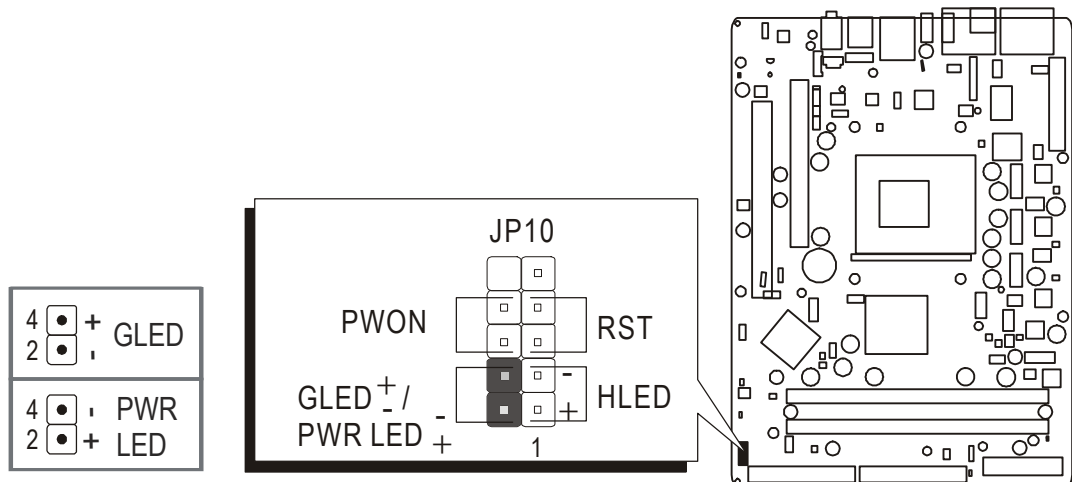 4 + GLED
2 -
4 - PWR
2 + LED
JP10
PWON
RST
GLED + - /
PWR LED - +
- HLED
+
1